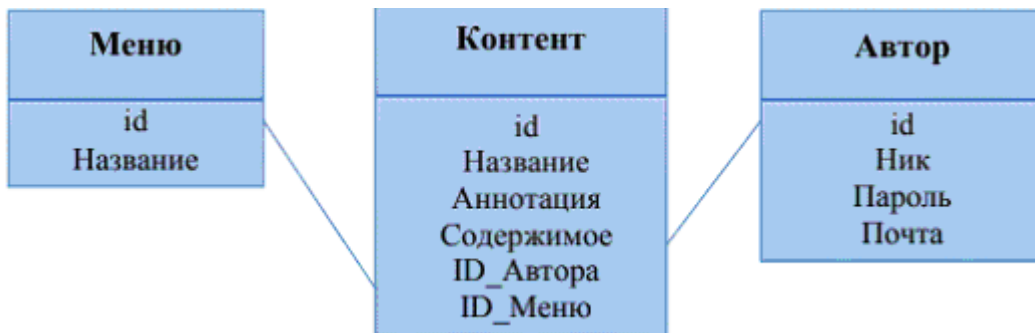 Меню
id
Название
Контент
id
Название
Аннотация
Содержимое
ID_Автора
ID_Меню
Автор
id
Ник
Пароль
Почта